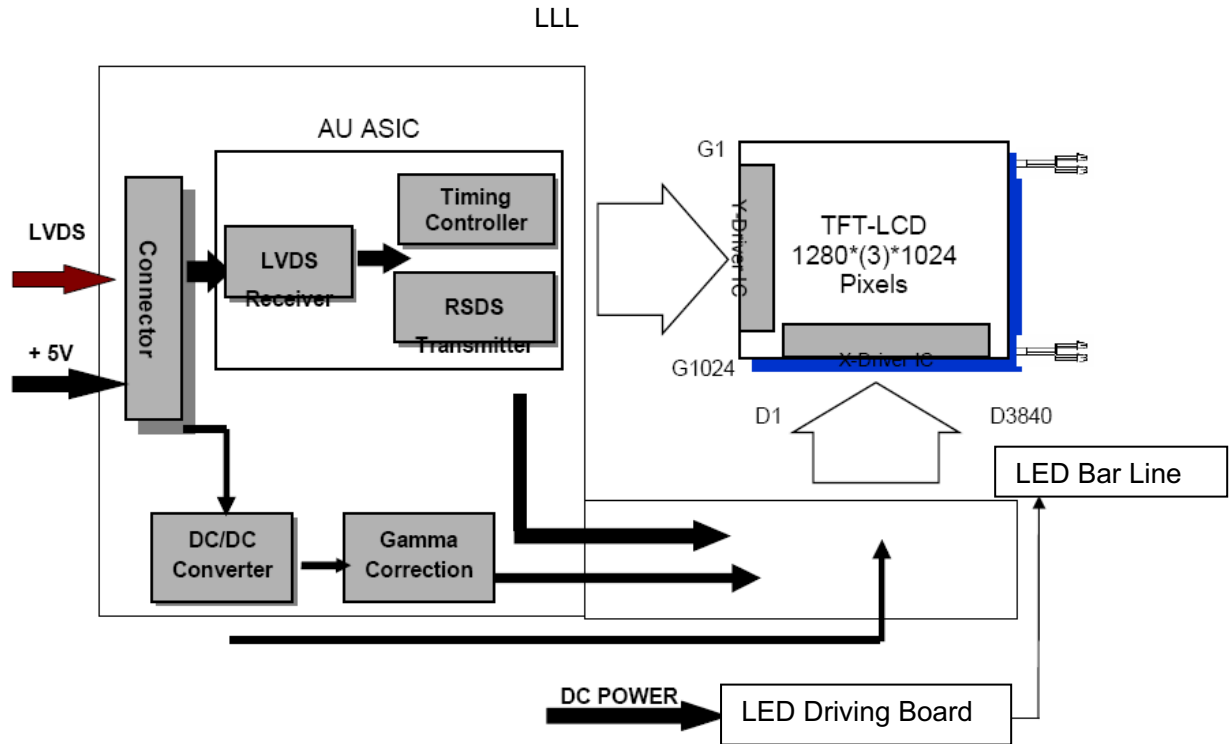 LLL
AU ASIC
G1
Timing
Controller
Y-Driver IC
TFT-LCD
1280*(3)*1024
Pixels
LVDS
Connector
LVDS
Receiver
RSDS
Transmitter
+ 5V
G1024
X-Driver IC
D1
D3840
LED Bar Line
DC/DC
Converter
Gamma
Correction
DC POWER
LED Driving Board